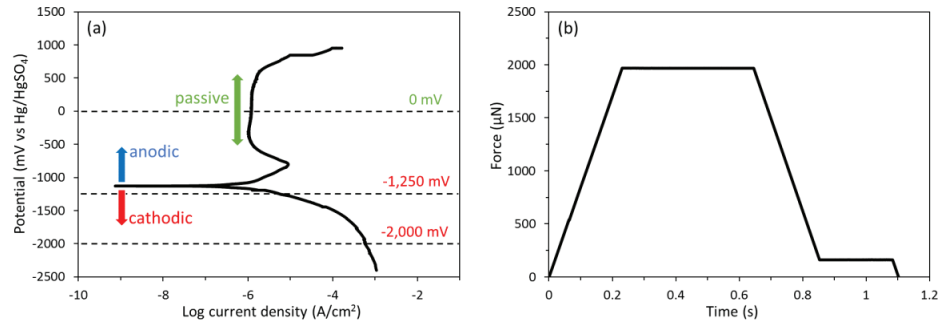 (a)
Potential (mV vs Hg/HgSO₄)
1500
1000
500
0
-500
-1000
-1500
-2000
-2500
passive
0 mV
anodic
-1,250 mV
cathodic
-2,000 mV
-10 -8 -6 -4 -2
Log current density (A/cm²)
(b)
Force (µN)
2500
2000
1500
1000
500
0
0 0.2 0.4 0.6 0.8 1 1.2
Time (s)